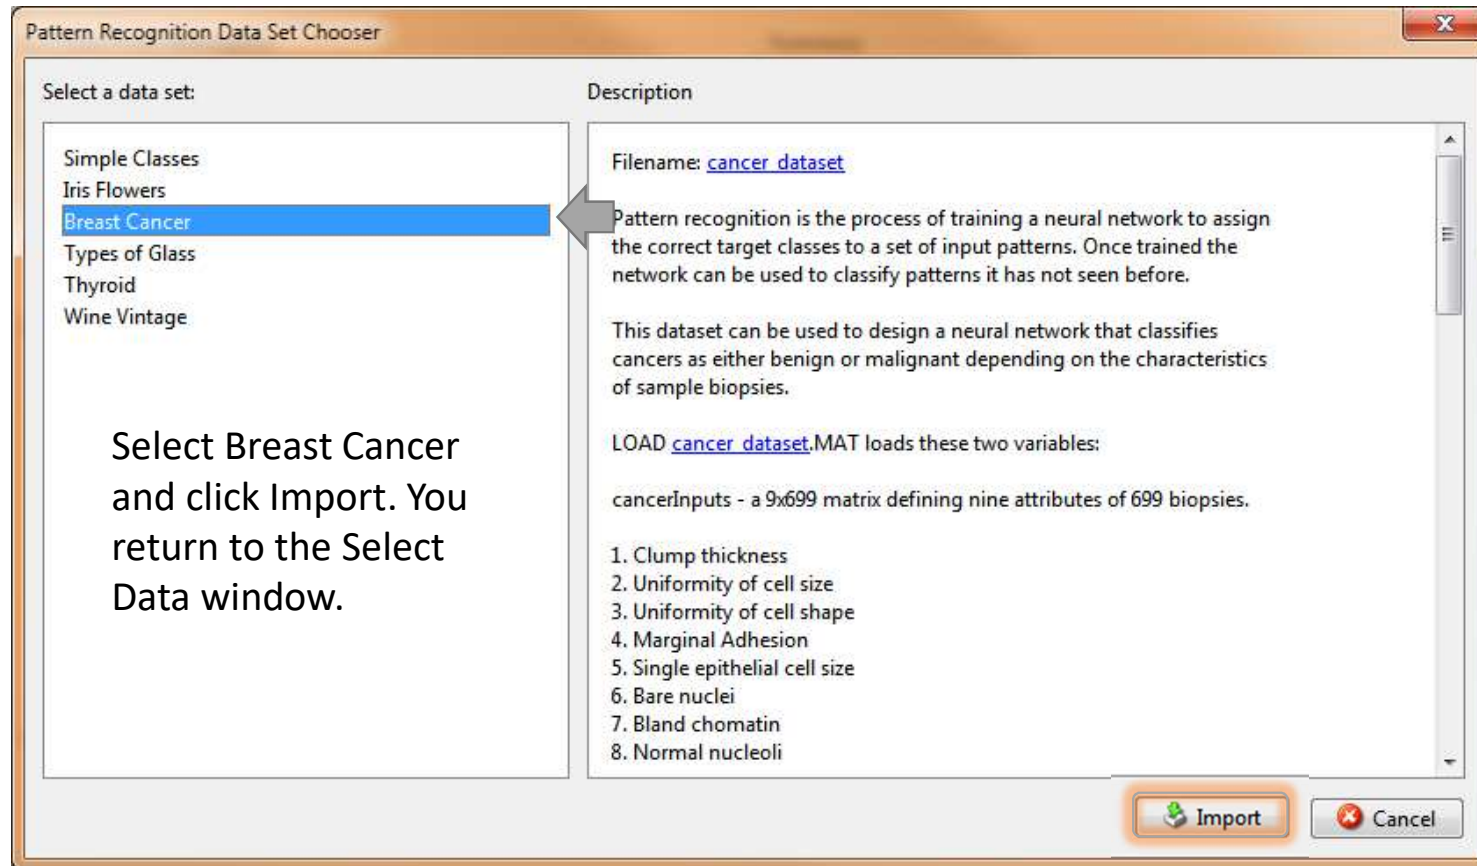 Pattern Recognition Data Set Chooser
Select a data set:
Simple Classes
Iris Flowers
Breast Cancer
Types of Glass
Thyroid
Wine Vintage
Select Breast Cancer
and click Import. You
return to the Select
Data window.
Description
Filename: cancer_dataset
Pattern recognition is the process of training a neural network to assign
the correct target classes to a set of input patterns. Once trained the
network can be used to classify patterns it has not seen before.
This dataset can be used to design a neural network that classifies
cancers as either benign or malignant depending on the characteristics
of sample biopsies.
LOAD cancer_dataset.MAT loads these two variables:
cancerInputs - a 9x699 matrix defining nine attributes of 699 biopsies.
1. Clump thickness
2. Uniformity of cell size
3. Uniformity of cell shape
4. Marginal Adhesion
5. Single epithelial cell size
6. Bare nuclei
7. Bland chomatin
8. Normal nucleoli
Import
Cancel